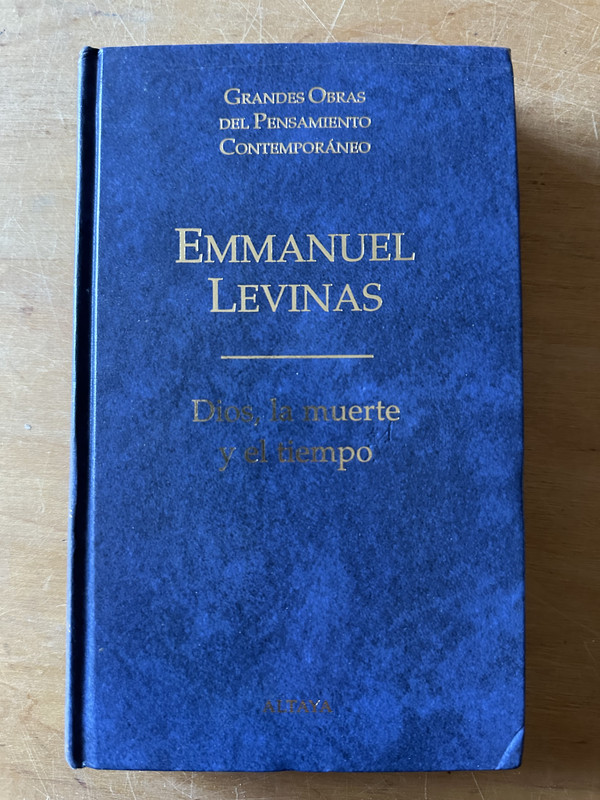 GRANDES OBRAS
DEL PENSAMIENTO
CONTEMPORÁNEO
EMMANUEL
LEVINAS
Dios, la muerte
y el tiempo
ALTAYA